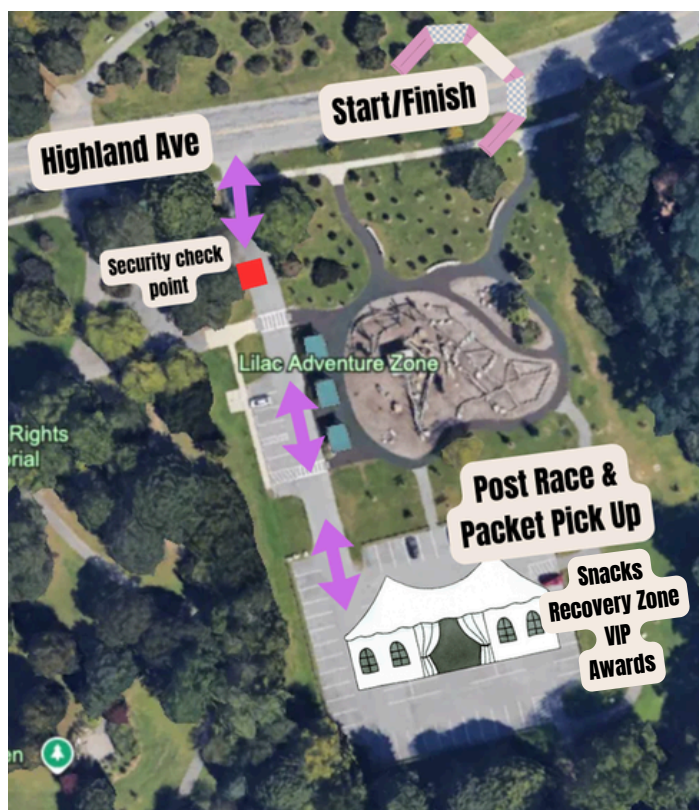 Start/Finish
Highland Ave
Security check
point
Lilac Adventure Zone
Rights
rial
Post Race &
Packet Pick Up
Snacks
Recovery Zone
VIP
Awards
en